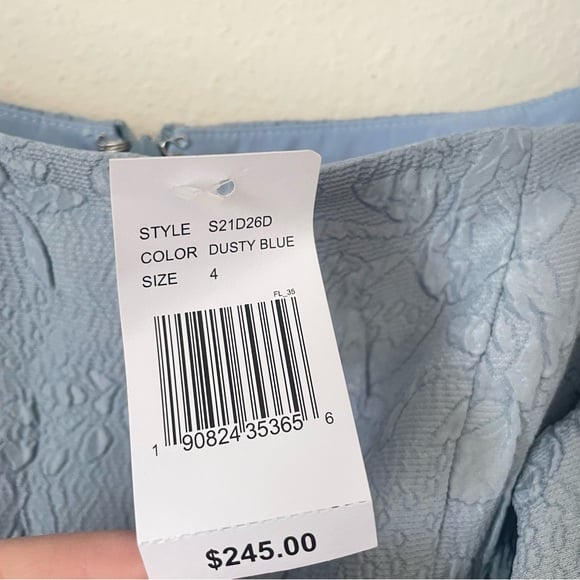 STYLE S21D26D
COLOR DUSTY BLUE
SIZE 4
FL_35
1 90824 35365 6
$245.00